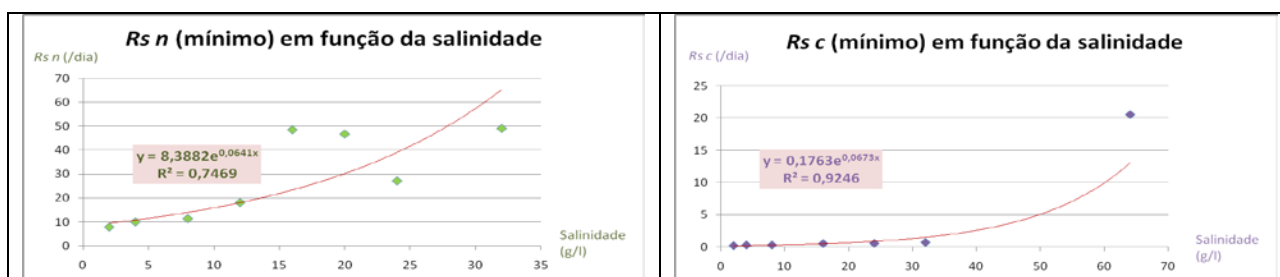 Rs n (mínimo) em função da salinidade
Rs n (/dia)
70
60
50
40
30
20
10
0
y = 8,3882e^0,0641x
R² = 0,7469
0 5 10 15 20 25 30 35
Salinidade
(g/l)
Rs c (mínimo) em função da salinidade
Rs c (/dia)
25
20
15
10
5
0
y = 0,1763e^0,0673x
R² = 0,9246
0 10 20 30 40 50 60 70
Salinidade
(g/l)